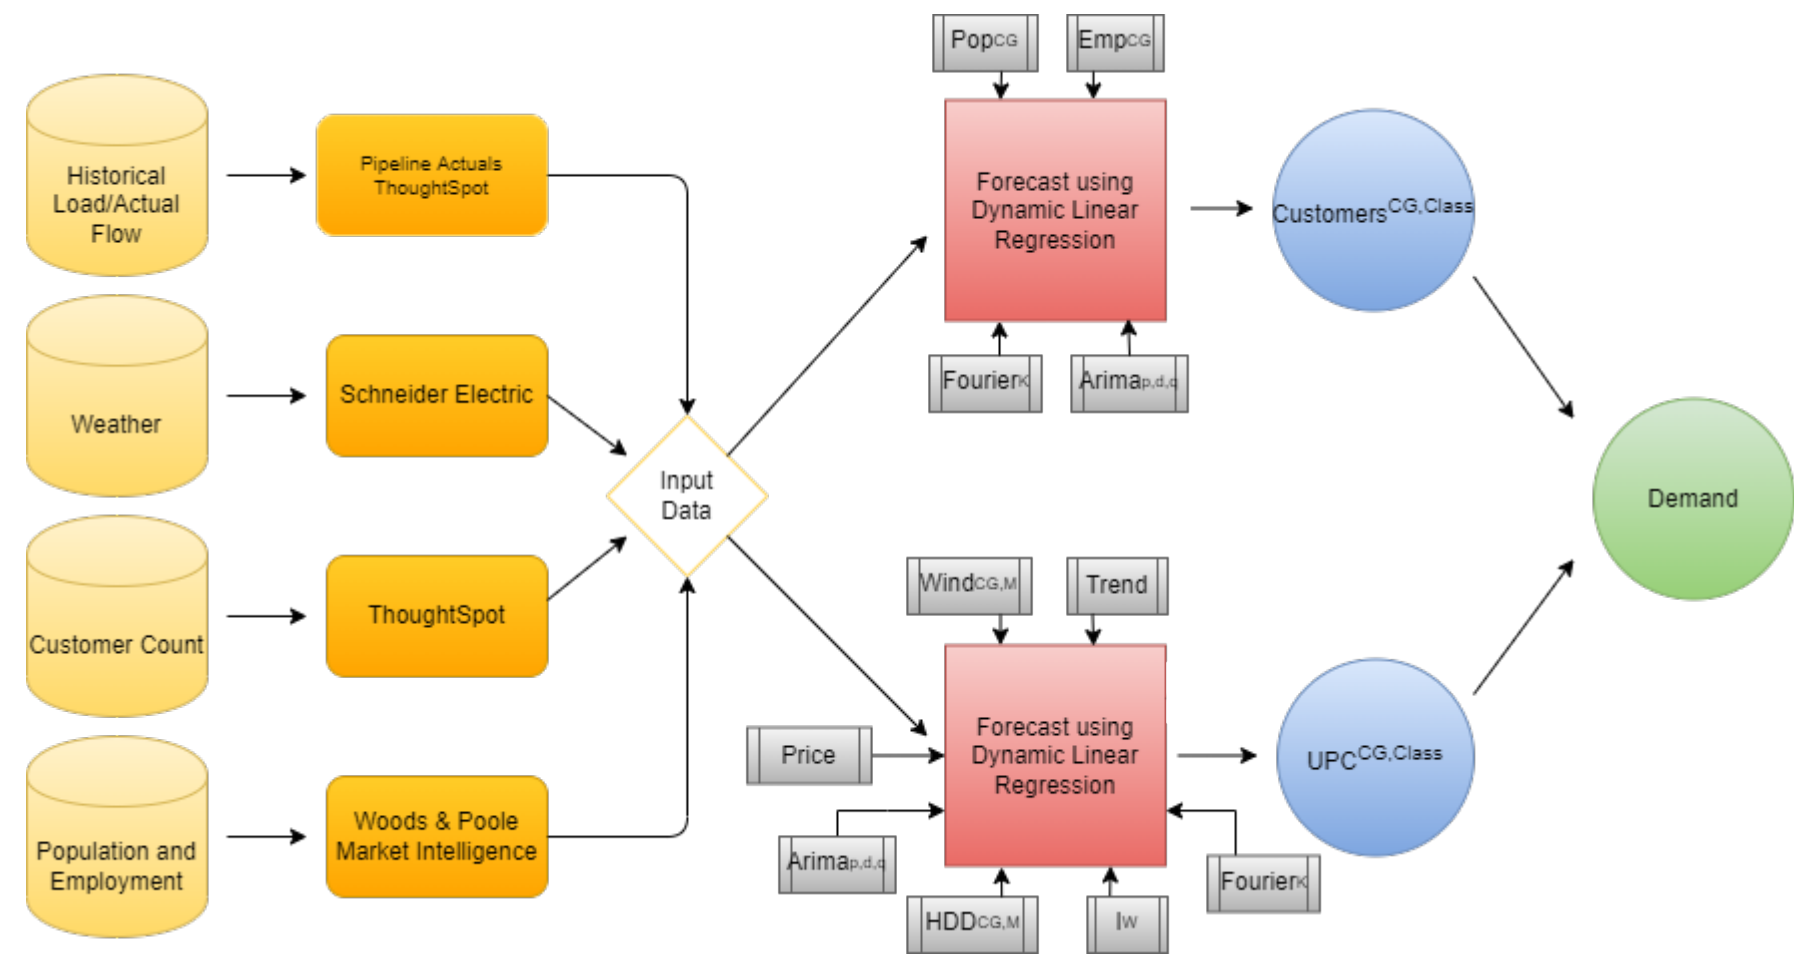 Historical
Load/Actual
Flow
Weather
Customer Count
Population and
Employment
Pipeline Actuals
ThoughtSpot
Schneider Electric
ThoughtSpot
Woods & Poole
Market Intelligence
Input
Data
PopCG
EmpCG
Forecast using
Dynamic Linear
Regression
FourierK
Arimap,d,q
CustomersCG,Class
WindCG,M
Trend
Price
Forecast using
Dynamic Linear
Regression
Arimap,d,q
HDDCG,M
IW
FourierK
UPCCG,Class
Demand